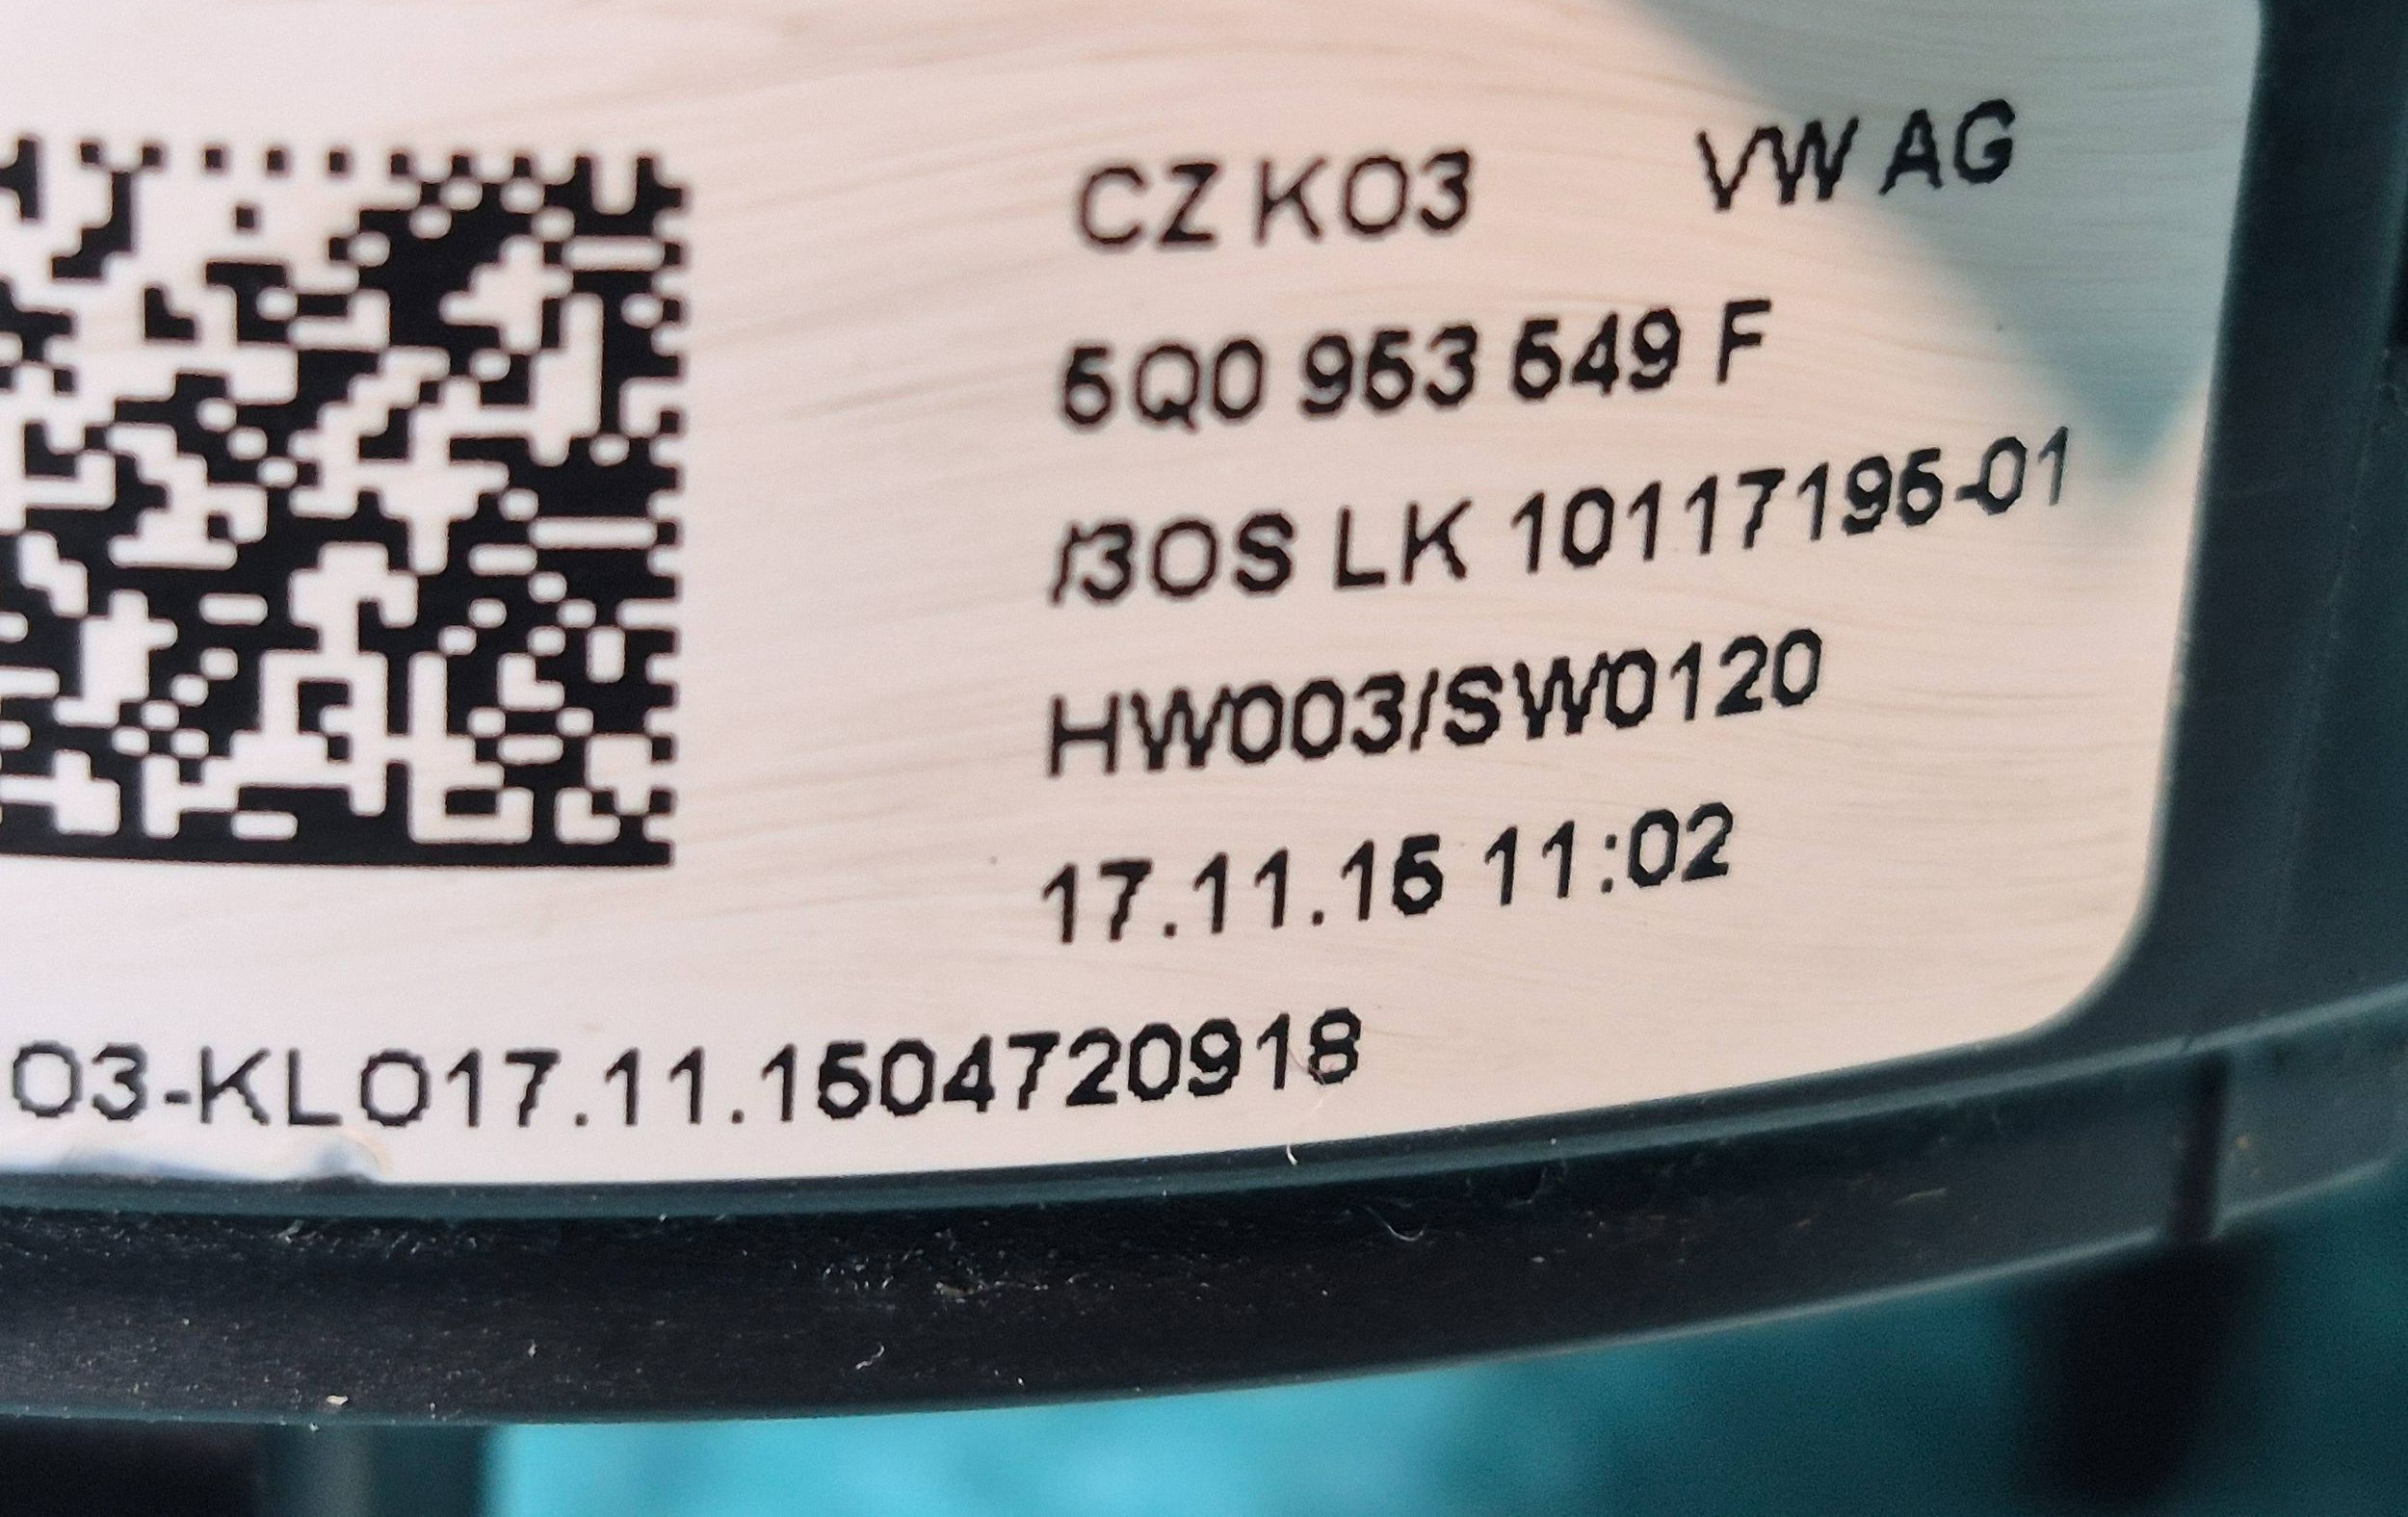 CZ KO3 VW AG
5Q0 953 549 F
/3OS LK 10117195-01
HW003/SW0120
17.11.15 11:02
O3-KLO17.11.1504720918